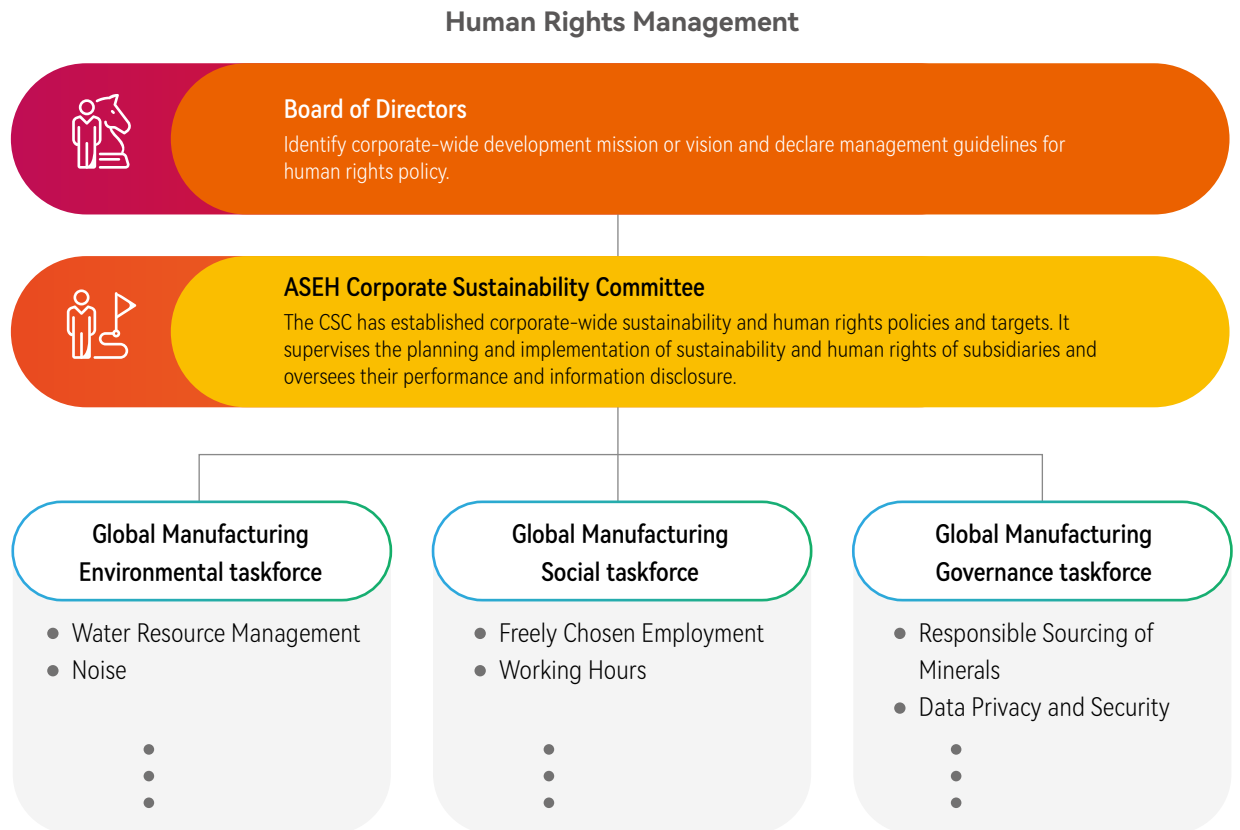 Human Rights Management
Board of Directors
Identify corporate-wide development mission or vision and declare management guidelines for
human rights policy.
ASEH Corporate Sustainability Committee
The CSC has established corporate-wide sustainability and human rights policies and targets. It
supervises the planning and implementation of sustainability and human rights of subsidiaries and
oversees their performance and information disclosure.
Global Manufacturing
Environmental taskforce
• Water Resource Management
• Noise
Global Manufacturing
Social taskforce
• Freely Chosen Employment
• Working Hours
Global Manufacturing
Governance taskforce
• Responsible Sourcing of
Minerals
• Data Privacy and Security